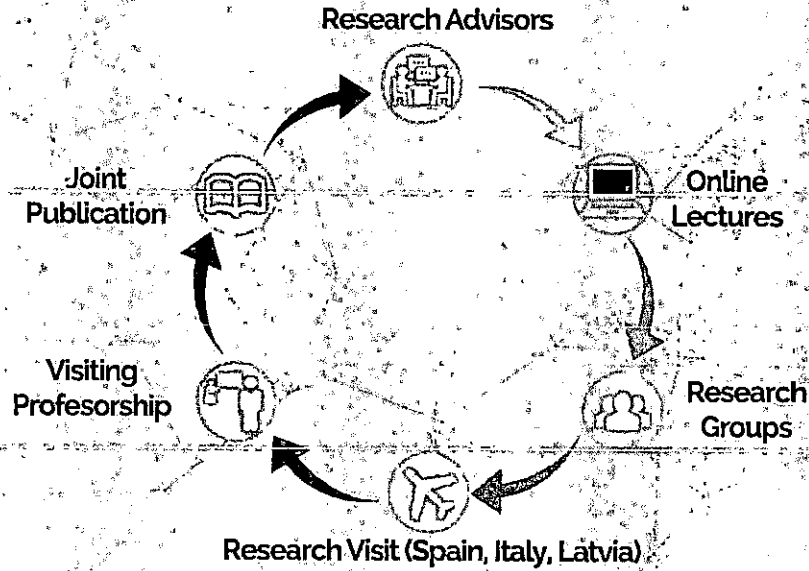 Research Advisors
Online
Lectures
Research
Groups
Research Visit (Spain, Italy, Latvia)
Visiting
Profesorship
Joint
Publication